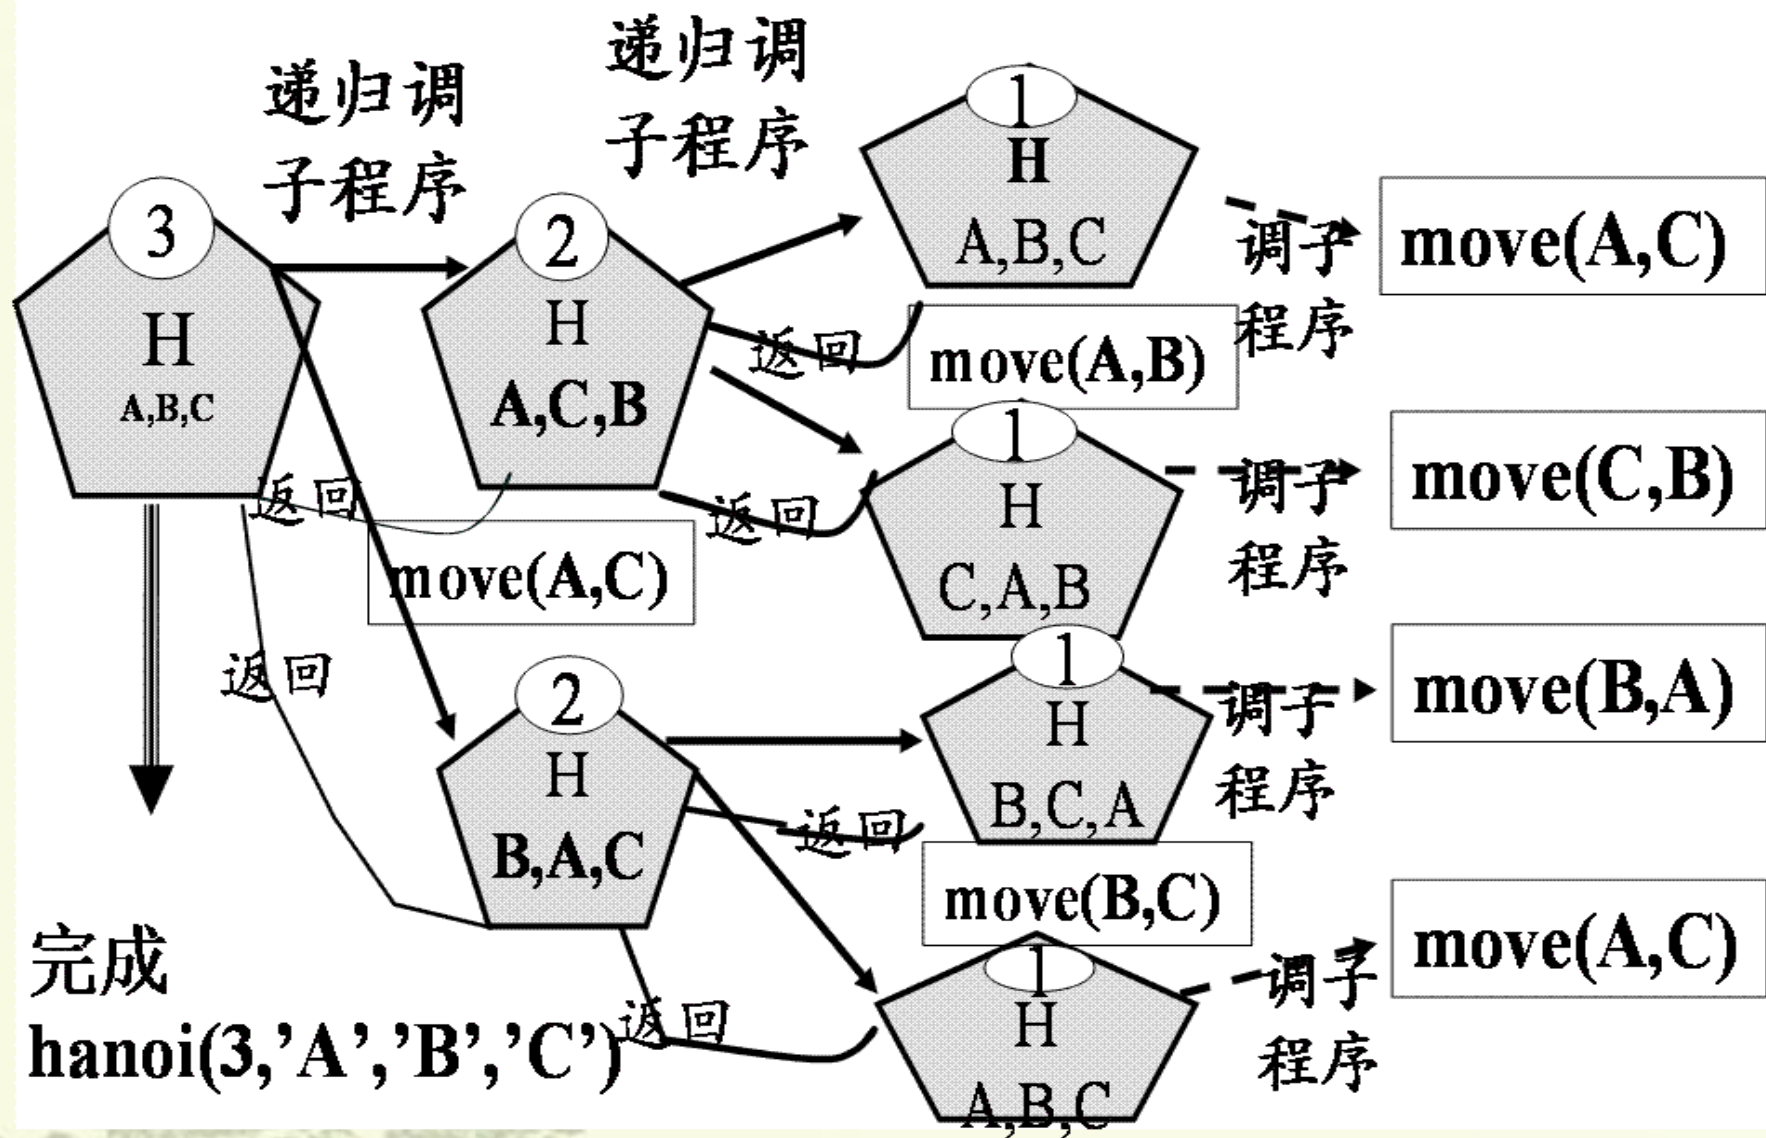 递归调
子程序
递归调
子程序
3
H
A,B,C
2
H
A,C,B
1
H
A,B,C
调子
程序
move(A,C)
返回
move(A,B)
1
H
C,A,B
调子
程序
move(C,B)
返回
返回
move(A,C)
返回
2
H
B,A,C
1
H
B,C,A
调子
程序
move(B,A)
返回
move(B,C)
1
H
A,B,C
调子
程序
move(A,C)
返回
完成
hanoi(3,’A’,’B’,’C’)